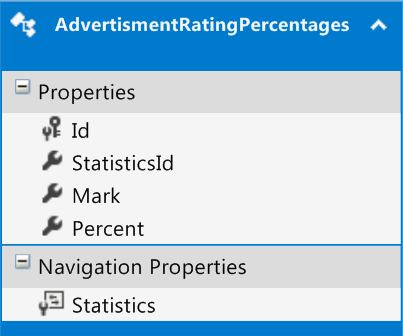 AdvertismentRatingPercentages
Properties
Id
StatisticsId
Mark
Percent
Navigation Properties
Statistics